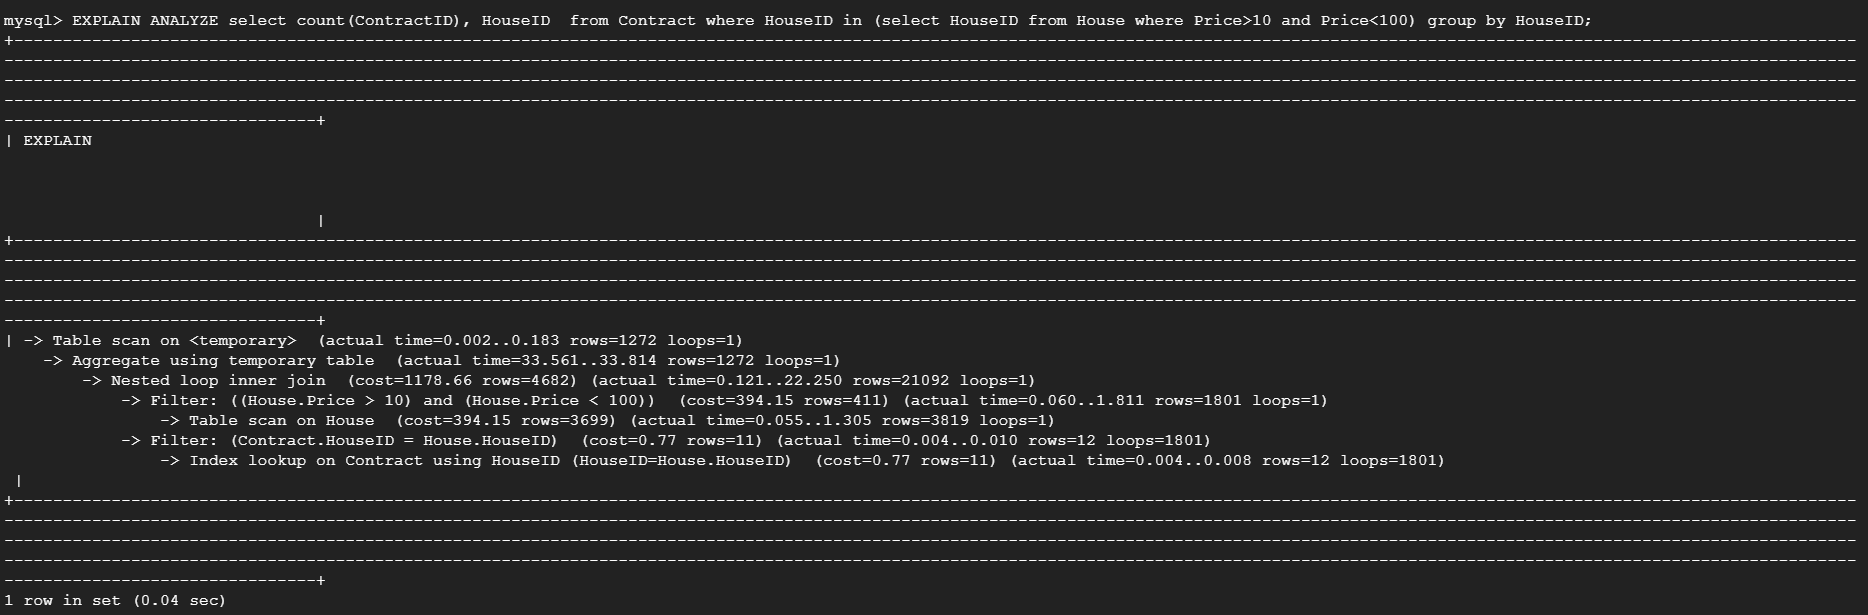 mysql> EXPLAIN ANALYZE select count(ContractID), HouseID  from Contract where HouseID in (select HouseID from House where Price>10 and Price<100) group by HouseID;
| EXPLAIN
|
| -> Table scan on <temporary>  (actual time=0.002..0.183 rows=1272 loops=1)
    -> Aggregate using temporary table  (actual time=33.561..33.814 rows=1272 loops=1)
        -> Nested loop inner join  (cost=1178.66 rows=4682) (actual time=0.121..22.250 rows=21092 loops=1)
            -> Filter: ((House.Price > 10) and (House.Price < 100))  (cost=394.15 rows=411) (actual time=0.060..1.811 rows=1801 loops=1)
                -> Table scan on House  (cost=394.15 rows=3699) (actual time=0.055..1.305 rows=3819 loops=1)
            -> Filter: (Contract.HouseID = House.HouseID)  (cost=0.77 rows=11) (actual time=0.004..0.010 rows=12 loops=1801)
                -> Index lookup on Contract using HouseID (HouseID=House.HouseID)  (cost=0.77 rows=11) (actual time=0.004..0.008 rows=12 loops=1801)
 |
1 row in set (0.04 sec)